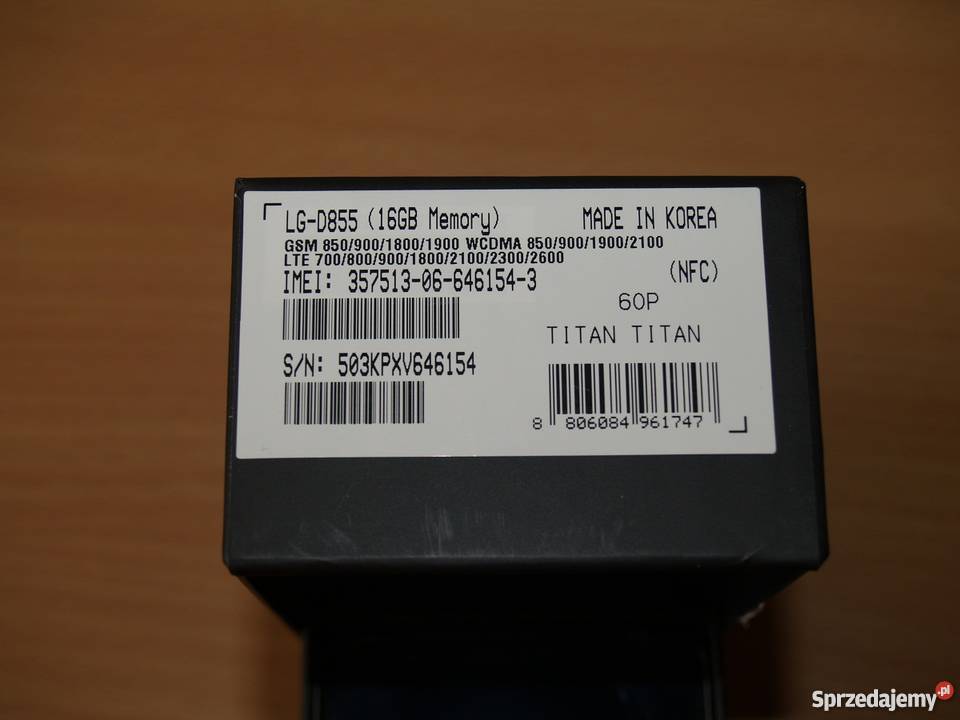 LG-D855 (16GB Memory) MADE IN KOREA
GSM 850/900/1800/1900 WCDMA 850/900/1900/2100
LTE 700/800/900/1800/2100/2300/2600
IMEI: 357513-06-646154-3 (NFC)
60P
TITAN TITAN
S/N: 503KPXV646154
8 806084 961747
Sprzedajemy.pl